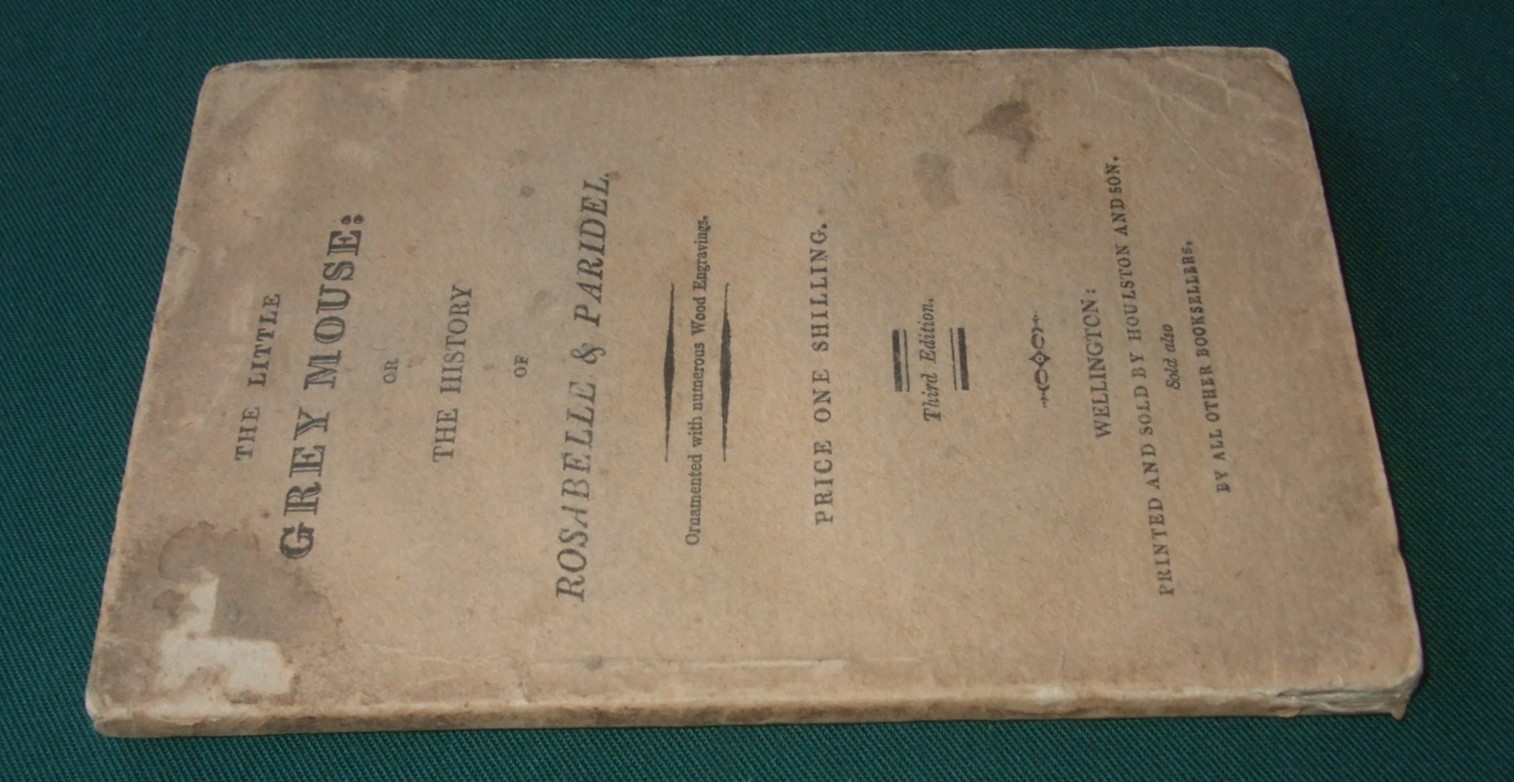 THE LITTLE
GREY MOUSE:
OR
THE HISTORY
OF
ROSABELLE & PARIDEL.
Ornamented with numerous Wood Engravings.
PRICE ONE SHILLING.
Third Edition.
WELLINGTON:
PRINTED AND SOLD BY HOULSTON AND SON.
Sold also
BY ALL OTHER BOOKSELLERS.